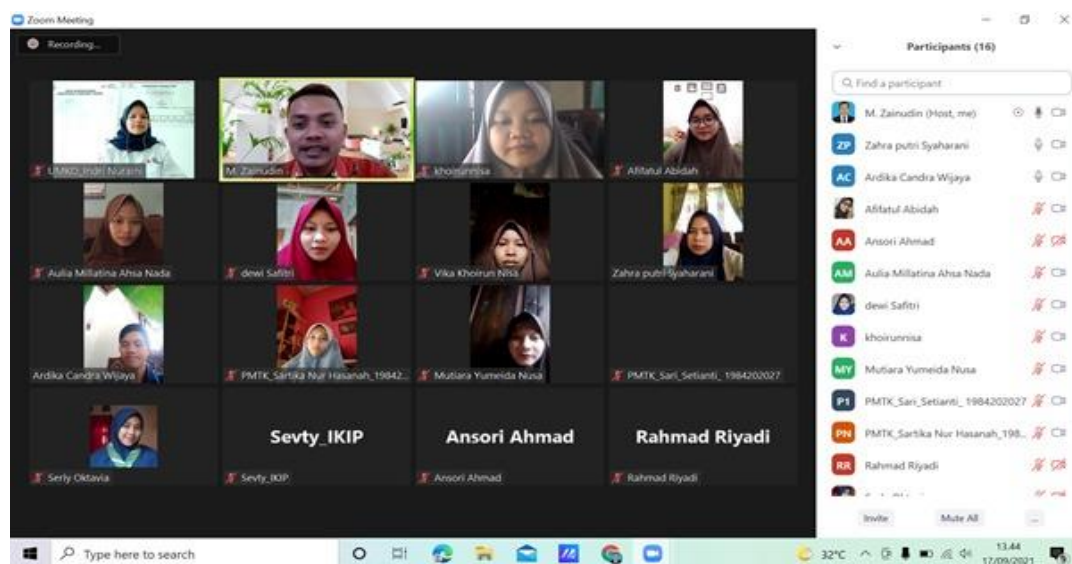 Zoom Meeting
Recording...
Participants (16)
Find a participant
M. Zainudin (Host, me)
Zahra putri Syaharani
Ardika Candra Wijaya
Afifatul Abidah
Ansori Ahmad
Aulia Millatina Ahsa Nada
dewi Safitri
khoirunnisa
Mutiara Yumeida Nusa
PMTK_Sari_Setianti_ 1984202027
PMTK_Sartika Nur Hasanah_198...
Rahmad Riyadi
ZP
AC
AA
AM
K
MY
P1
PN
RR
Invite
Mute All
...
UMKO_Indri Nuraini
M. Zainudin
khoirunnisa
Afifatul Abidah
Aulia Millatina Ahsa Nada
dewi Safitri
Vika Khoirun Nisa
Zahra putri Syaharani
Ardika Candra Wijaya
PMTK_Sartika Nur Hasanah_19842...
Mutiara Yumeida Nusa
PMTK_Sari_Setianti_ 1984202027
Sevty_IKIP
Ansori Ahmad
Rahmad Riyadi
Serly Oktavia
Sevty_IKIP
Ansori Ahmad
Rahmad Riyadi
Type here to search
32°C
13.44
17/09/2021